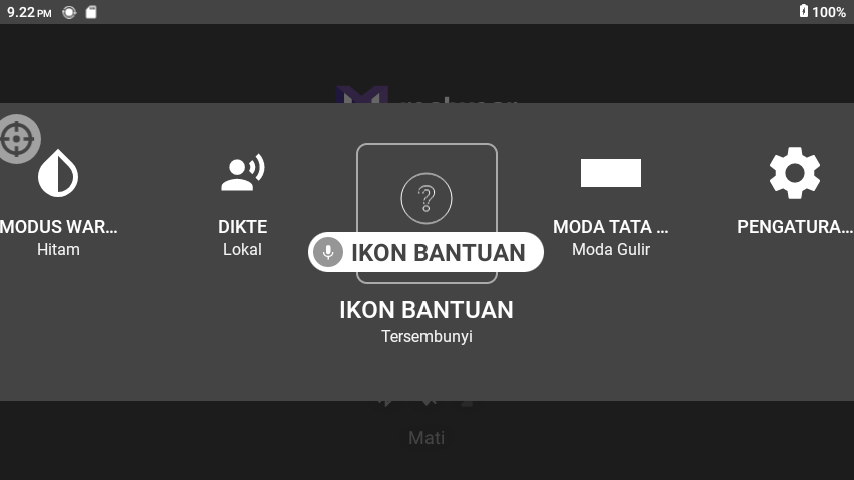 9.22 PM
100%
MODUS WAR...
Hitam
DIKTE
Lokal
IKON BANTUAN
IKON BANTUAN
Tersembunyi
MODA TATA ...
Moda Gulir
PENGATURA...
Mati